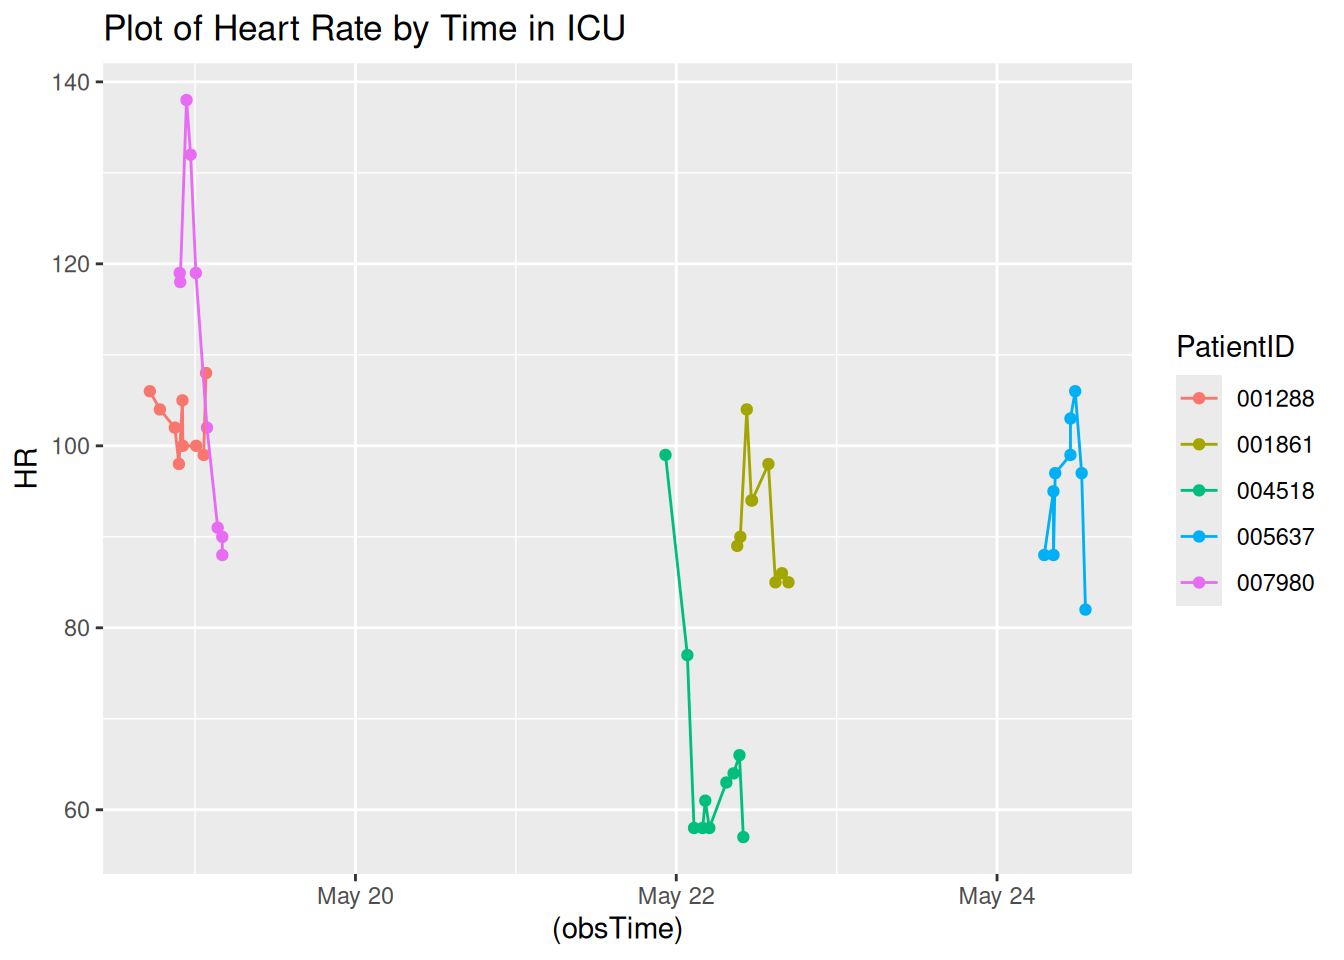 Plot of Heart Rate by Time in ICU
140
120
100
80
60
HR
May 20
May 22
May 24
(obsTime)
PatientID
001288
001861
004518
005637
007980